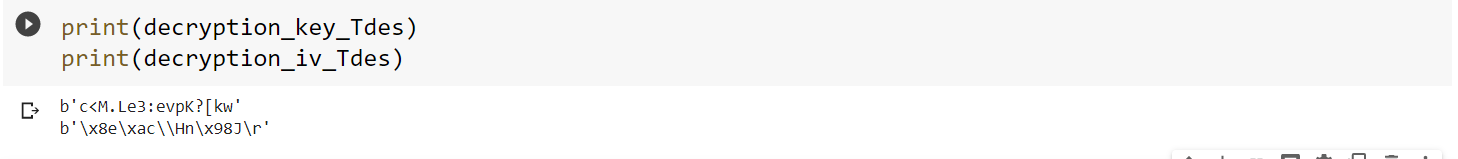 print(decryption_key_Tdes)
print(decryption_iv_Tdes)
b'c<M.Le3:evpK?[kw'
b'\x8e\xac\\Hn\x98J\r'